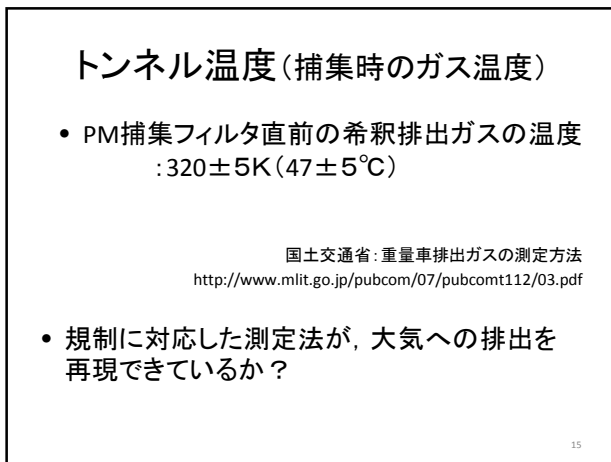 トンネル温度(捕集時のガス温度)
• PM捕集フィルタ直前の希釈排出ガスの温度
:320±5K(47±5℃)
国土交通省:重量車排出ガスの測定方法
http://www.mlit.go.jp/pubcom/07/pubcomt112/03.pdf
• 規制に対応した測定法が,大気への排出を
再現できているか?
15